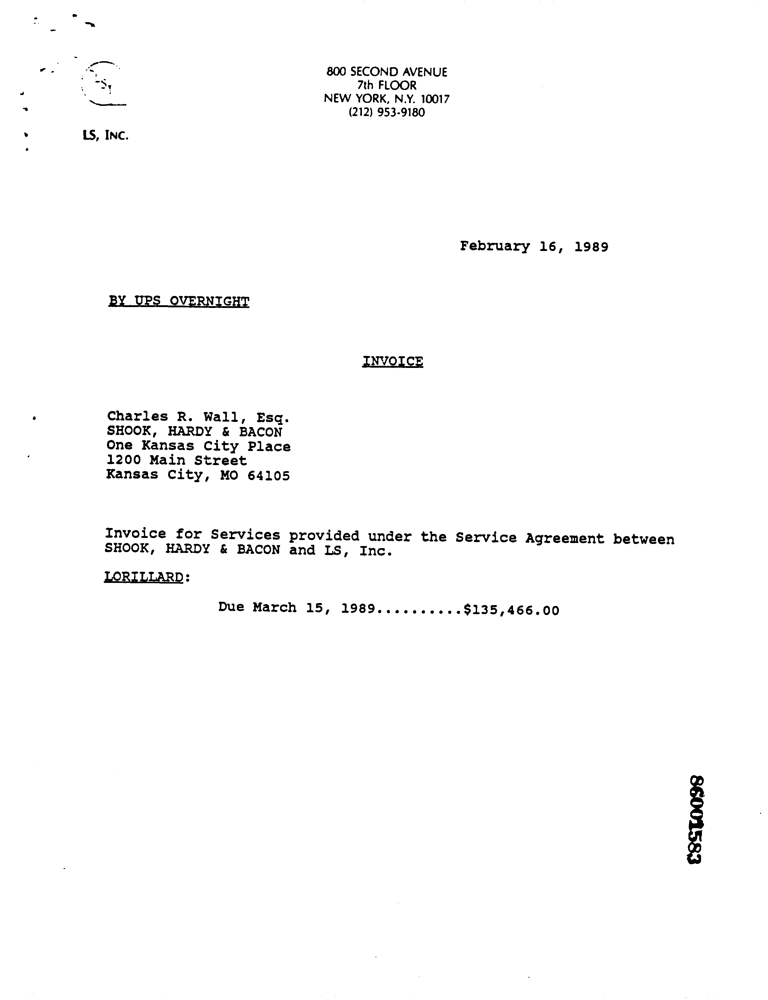 800 SECOND AVENUE
7th FLOOR
NEW YORK, N.Y. 10017
(212) 953-9180
LS, INC.
February 16, 1989
BY UPS OVERNIGHT
INVOICE
Charles R. Wall, Esq.
SHOOK, HARDY & BACON
One Kansas City Place
1200 Main Street
Kansas City, MO 64105
Invoice for Services provided under the Service Agreement between
SHOOK, HARDY & BACON and LS, Inc.
LORILLARD:
Due March 15, 1989..........$135,466.00
86001583